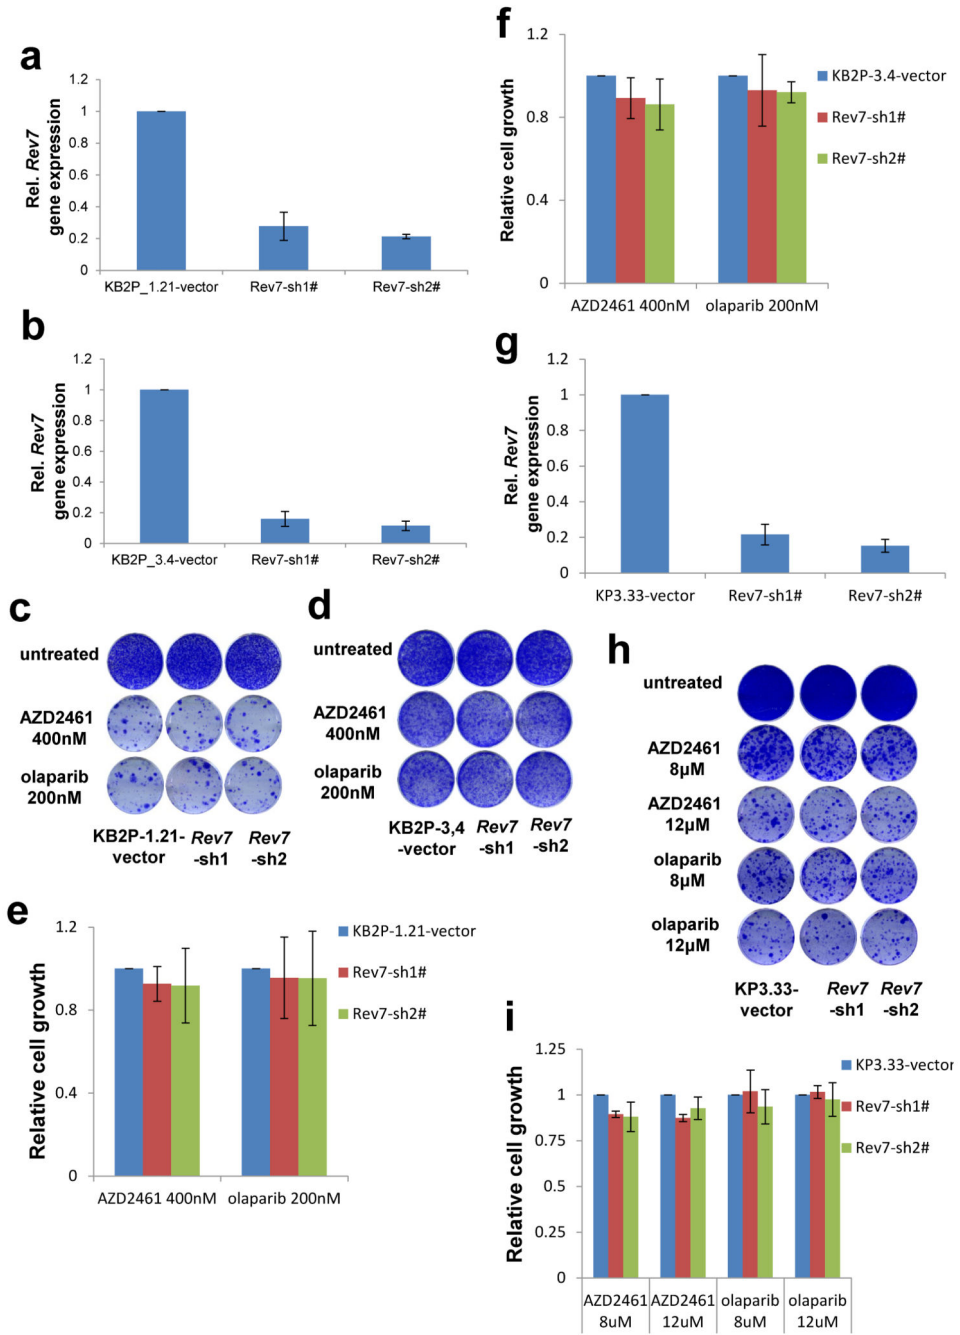 a
Rel. Rev7
gene expression
1.2
1
0.8
0.6
0.4
0.2
0
KB2P_1.21-vector
Rev7-sh1#
Rev7-sh2#
b
Rel. Rev7
gene expression
1.2
1
0.8
0.6
0.4
0.2
0
KB2P_3.4-vector
Rev7-sh1#
Rev7-sh2#
c
untreated
AZD2461
400nM
olaparib
200nM
KB2P-1.21-
vector
Rev7
-sh1
Rev7
-sh2
d
untreated
AZD2461
400nM
olaparib
200nM
KB2P-3,4
-vector
Rev7
-sh1
Rev7
-sh2
e
Relative cell growth
1.2
0.8
0.4
0
AZD2461 400nM
olaparib 200nM
KB2P-1.21-vector
Rev7-sh1#
Rev7-sh2#
f
Relative cell growth
1.2
0.8
0.4
0
AZD2461 400nM
olaparib 200nM
KB2P-3.4-vector
Rev7-sh1#
Rev7-sh2#
g
Rel. Rev7
gene expression
1.2
1
0.8
0.6
0.4
0.2
0
KP3.33-vector
Rev7-sh1#
Rev7-sh2#
h
untreated
AZD2461
8µM
AZD2461
12µM
olaparib
8µM
olaparib
12µM
KP3.33-
vector
Rev7
-sh1
Rev7
-sh2
i
Relative cell growth
1.25
1
0.75
0.5
0.25
0
AZD2461
8uM
AZD2461
12uM
olaparib
8uM
olaparib
12uM
KP3.33-vector
Rev7-sh1#
Rev7-sh2#